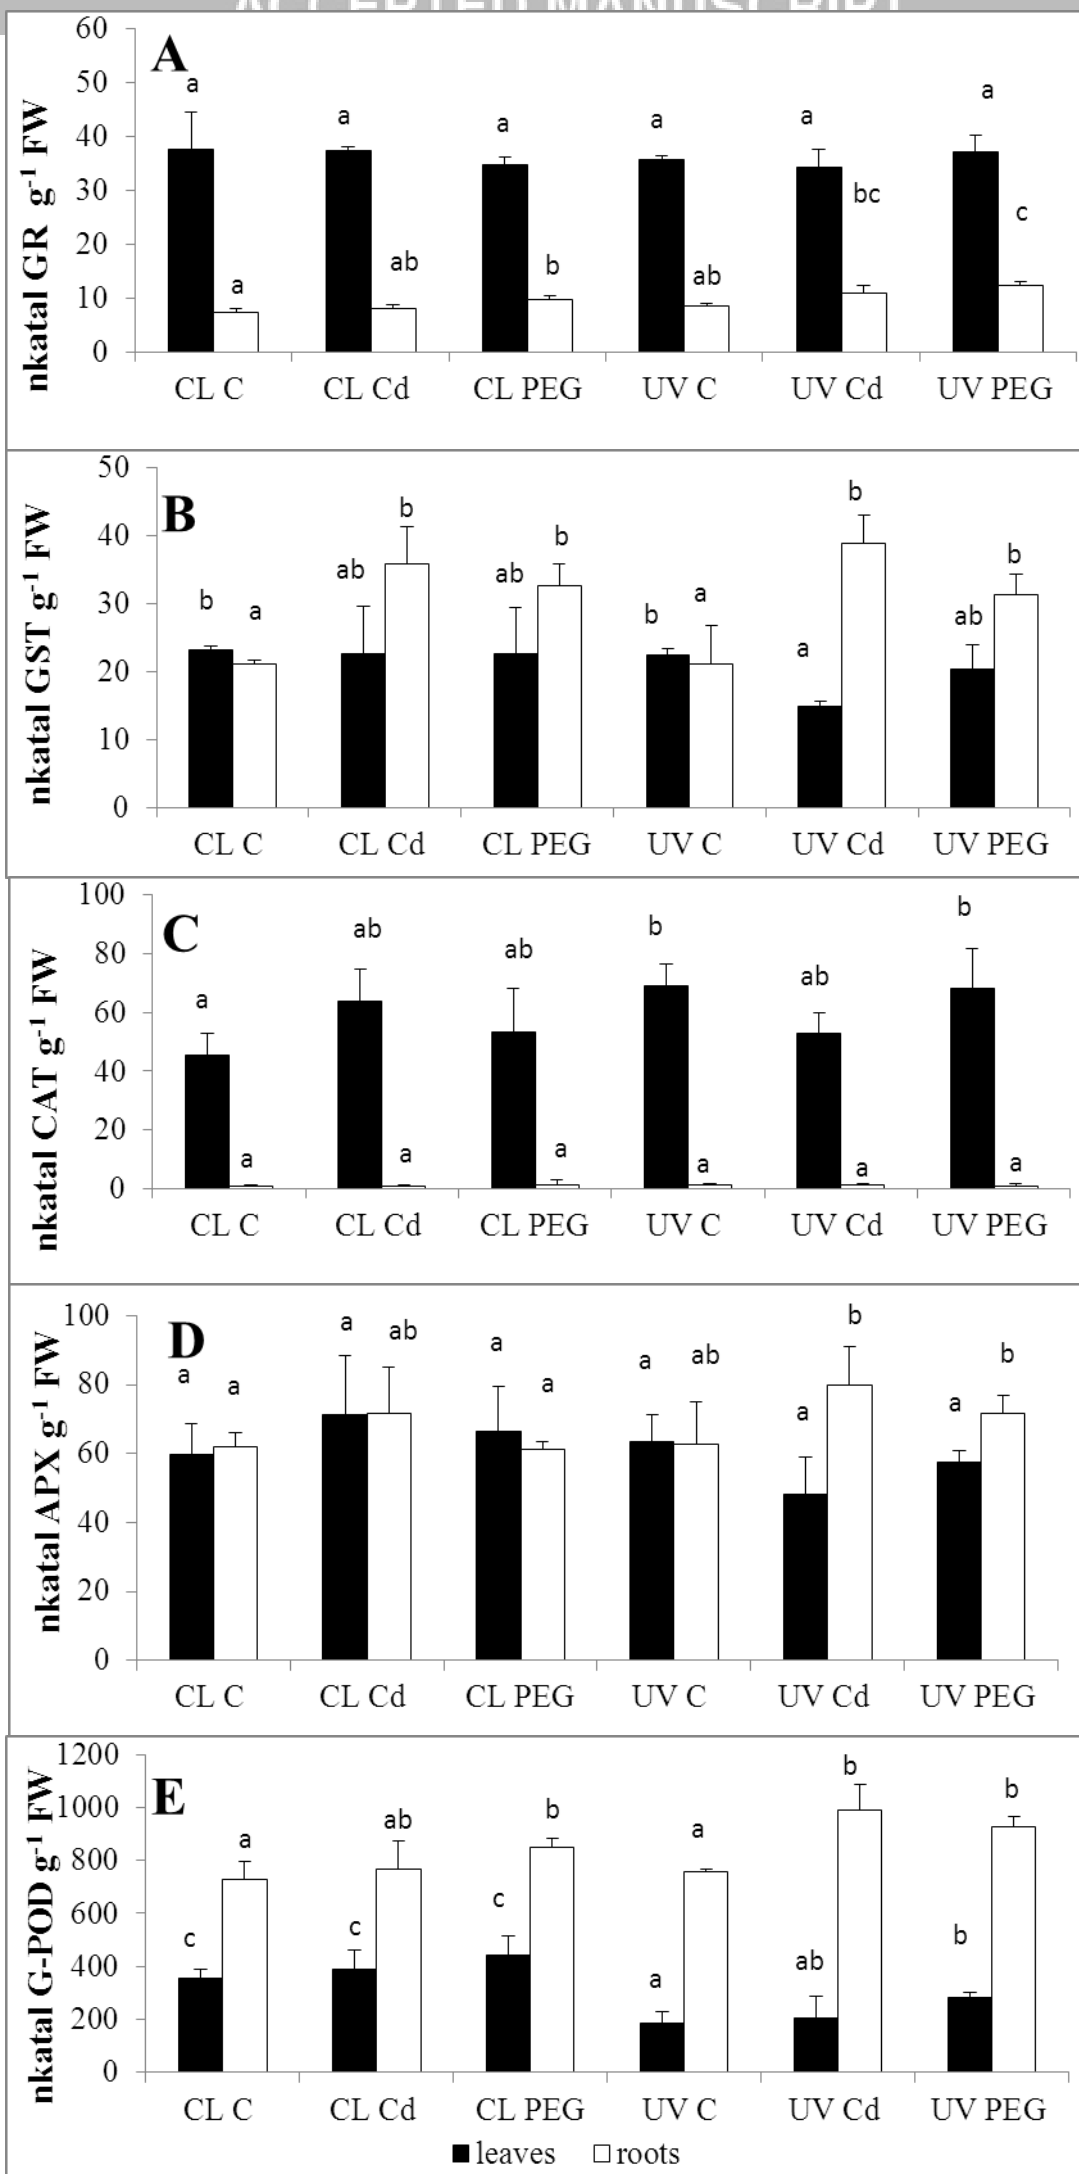 ACCEPTED MANUSCRIPT
A
nkatal GR g-1 FW
60
50
40
30
20
10
0
a a a a a a
a ab b ab bc c
CL C CL Cd CL PEG UV C UV Cd UV PEG
B
nkatal GST g-1 FW
50
40
30
20
10
0
b a ab b ab b b a a b ab b
CL C CL Cd CL PEG UV C UV Cd UV PEG
C
nkatal CAT g-1 FW
100
80
60
40
20
0
a ab ab b ab b
a a a a a a
CL C CL Cd CL PEG UV C UV Cd UV PEG
D
nkatal APX g-1 FW
100
80
60
40
20
0
a a a ab a a a ab a b a b
CL C CL Cd CL PEG UV C UV Cd UV PEG
E
nkatal G-POD g-1 FW
1200
1000
800
600
400
200
0
c a c ab c b a a ab b b b
CL C CL Cd CL PEG UV C UV Cd UV PEG
leaves roots